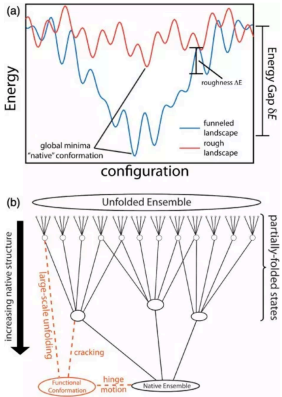 (a)
Energy
Energy Gap δE
roughness ΔE
global minima
"native" conformation
funneled
landscape
rough
landscape
configuration
(b)
Unfolded Ensemble
increasing native structure
partially-folded states
large-scale unfolding
cracking
hinge
motion
Functional
Conformation
Native Ensemble